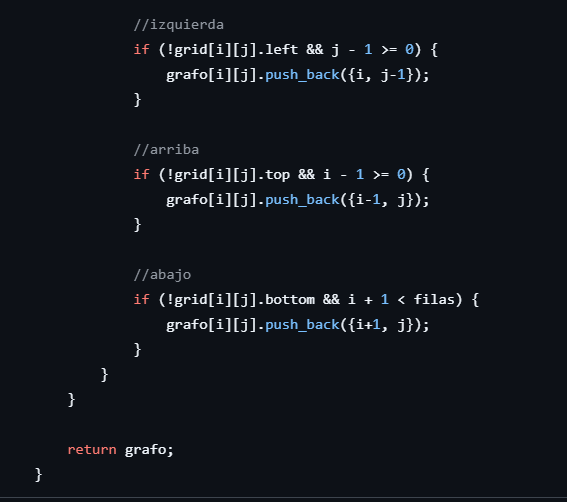 //izquierda
if (!grid[i][j].left && j - 1 >= 0) {
grafo[i][j].push_back({i, j-1});
}
//arriba
if (!grid[i][j].top && i - 1 >= 0) {
grafo[i][j].push_back({i-1, j});
}
//abajo
if (!grid[i][j].bottom && i + 1 < filas) {
grafo[i][j].push_back({i+1, j});
}
}
}
return grafo;
}